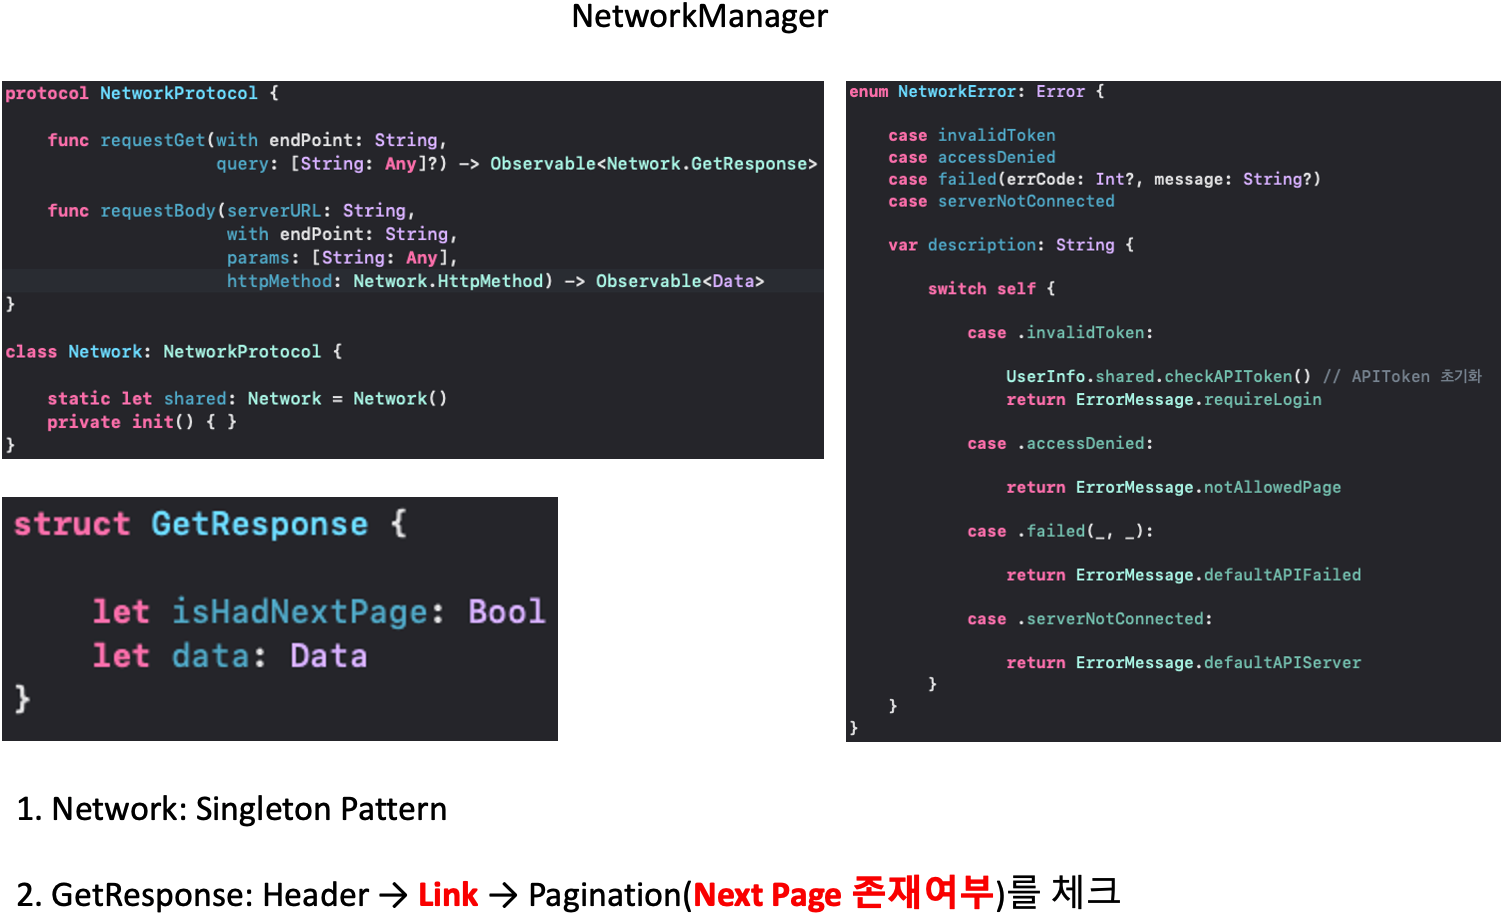 NetworkManager
protocol NetworkProtocol {
func requestGet(with endPoint: String,
query: [String: Any]?) -> Observable<Network.GetResponse>
func requestBody(serverURL: String,
with endPoint: String,
params: [String: Any],
httpMethod: Network.HttpMethod) -> Observable<Data>
}
class Network: NetworkProtocol {
static let shared: Network = Network()
private init() { }
}
struct GetResponse {
let isHadNextPage: Bool
let data: Data
}
enum NetworkError: Error {
case invalidToken
case accessDenied
case failed(errCode: Int?, message: String?)
case serverNotConnected
var description: String {
switch self {
case .invalidToken:
UserInfo.shared.checkAPIToken() // APIToken 초기화
return ErrorMessage.requireLogin
case .accessDenied:
return ErrorMessage.notAllowedPage
case .failed(_, _):
return ErrorMessage.defaultAPIFailed
case .serverNotConnected:
return ErrorMessage.defaultAPIServer
}
}
}
1. Network: Singleton Pattern
2. GetResponse: Header → Link → Pagination(Next Page 존재여부)를 체크